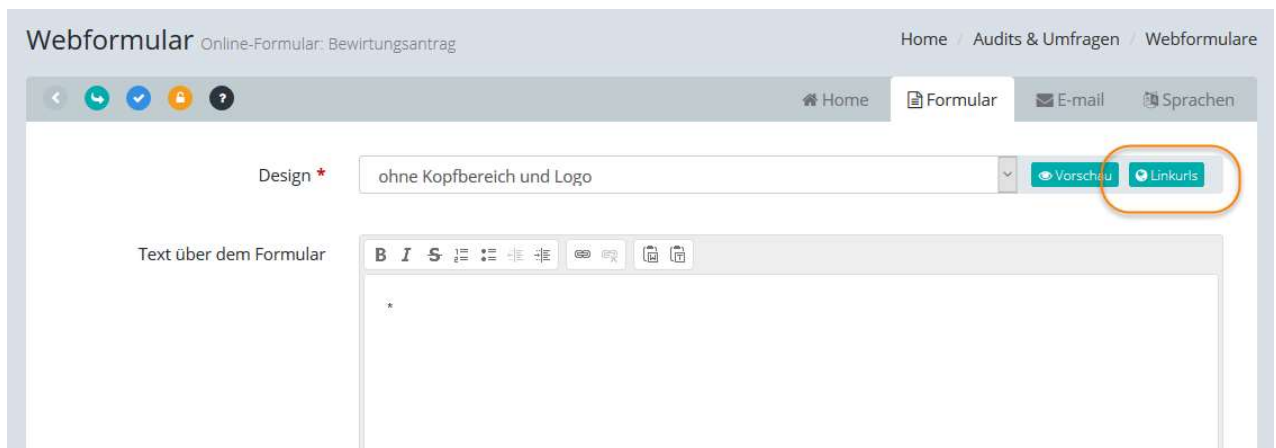 Webformular Online-Formular: Bewirtungsantrag
Home / Audits & Umfragen / Webformulare
Home Formular E-mail Sprachen
Design *
ohne Kopfbereich und Logo
Vorschau Linkurls
Text über dem Formular
B I S
*